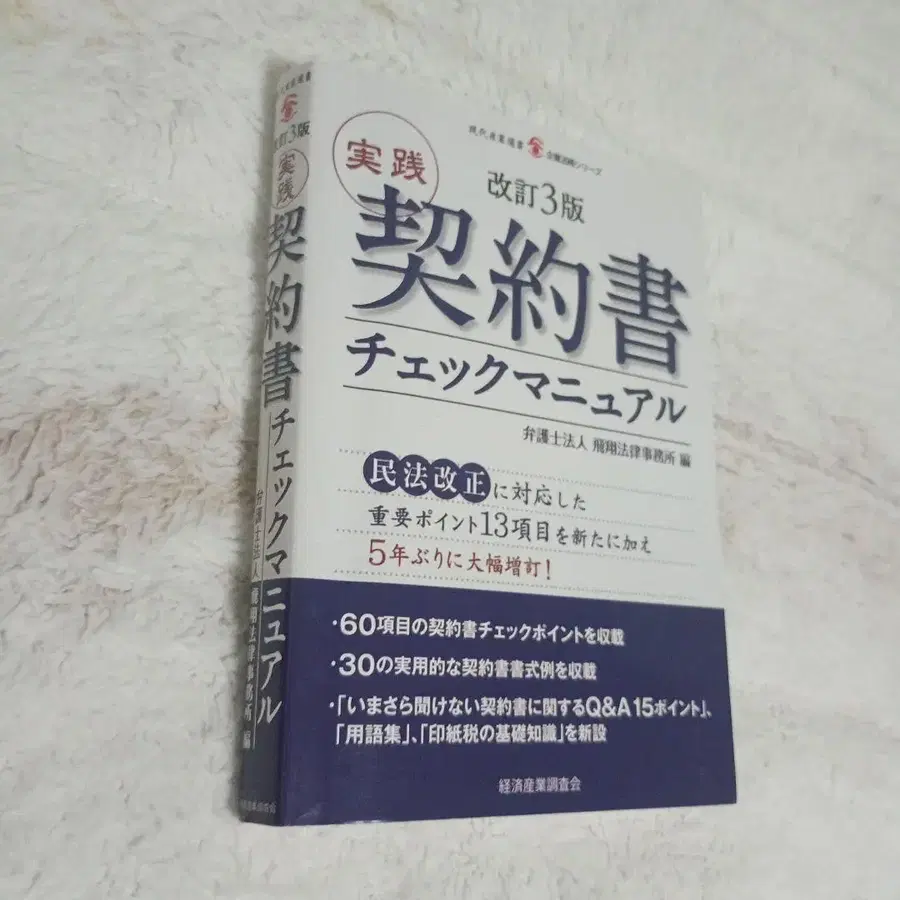 現代産業選書
企業法務シリーズ
改訂3版
実践
契約書
チェックマニュアル
弁護士法人 飛翔法律事務所 編
民法改正に対応した
重要ポイント13項目を新たに加え
5年ぶりに大幅増訂!
・60項目の契約書チェックポイントを収載
・30の実用的な契約書書式例を収載
・「いまさら聞けない契約書に関するQ&A 15ポイント」、
「用語集」、「印紙税の基礎知識」を新設
経済産業調査会
改訂3版
実践
契約書チェックマニュアル
弁護士法人 飛翔法律事務所 編